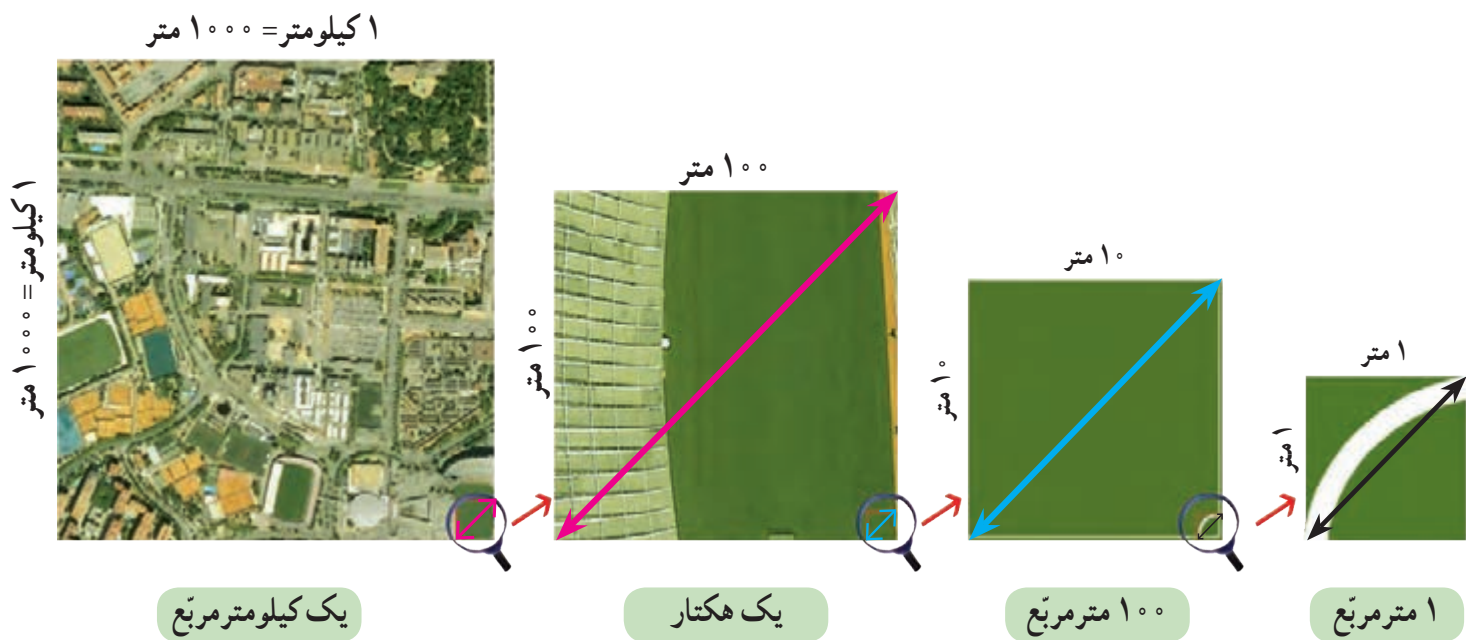 ۱ کیلومتر = ۱۰۰۰ متر
۱ کیلومتر = ۱۰۰۰ متر
۱۰۰ متر
۱۰۰ متر
۱۰ متر
۱۰ متر
۱ متر
۱ متر
یک کیلومترمربّع
یک هکتار
۱۰۰ مترمربّع
۱ مترمربّع